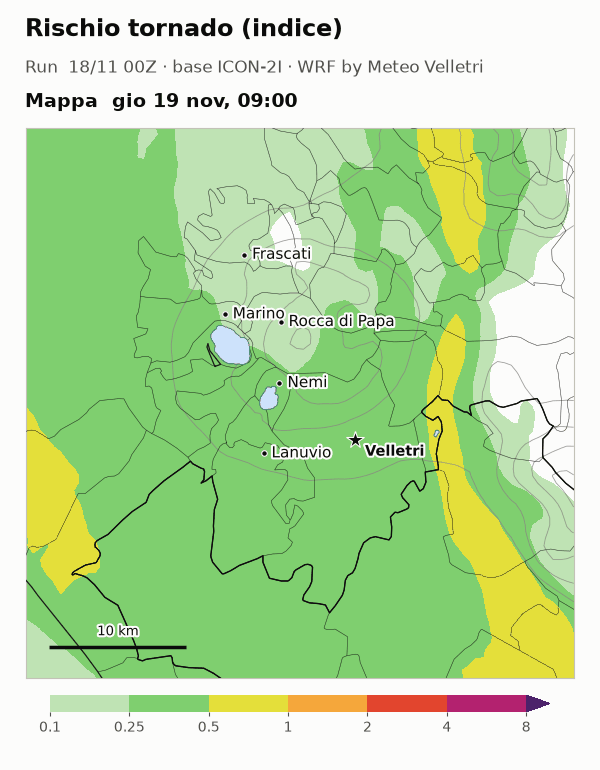 Rischio tornado (indice)
Run  18/11 00Z · base ICON-2I · WRF by Meteo Velletri
Mappa  gio 19 nov, 09:00
Frascati
Marino
Rocca di Papa
Nemi
Velletri
Lanuvio
10 km
0.1 0.25 0.5 1 2 4 8